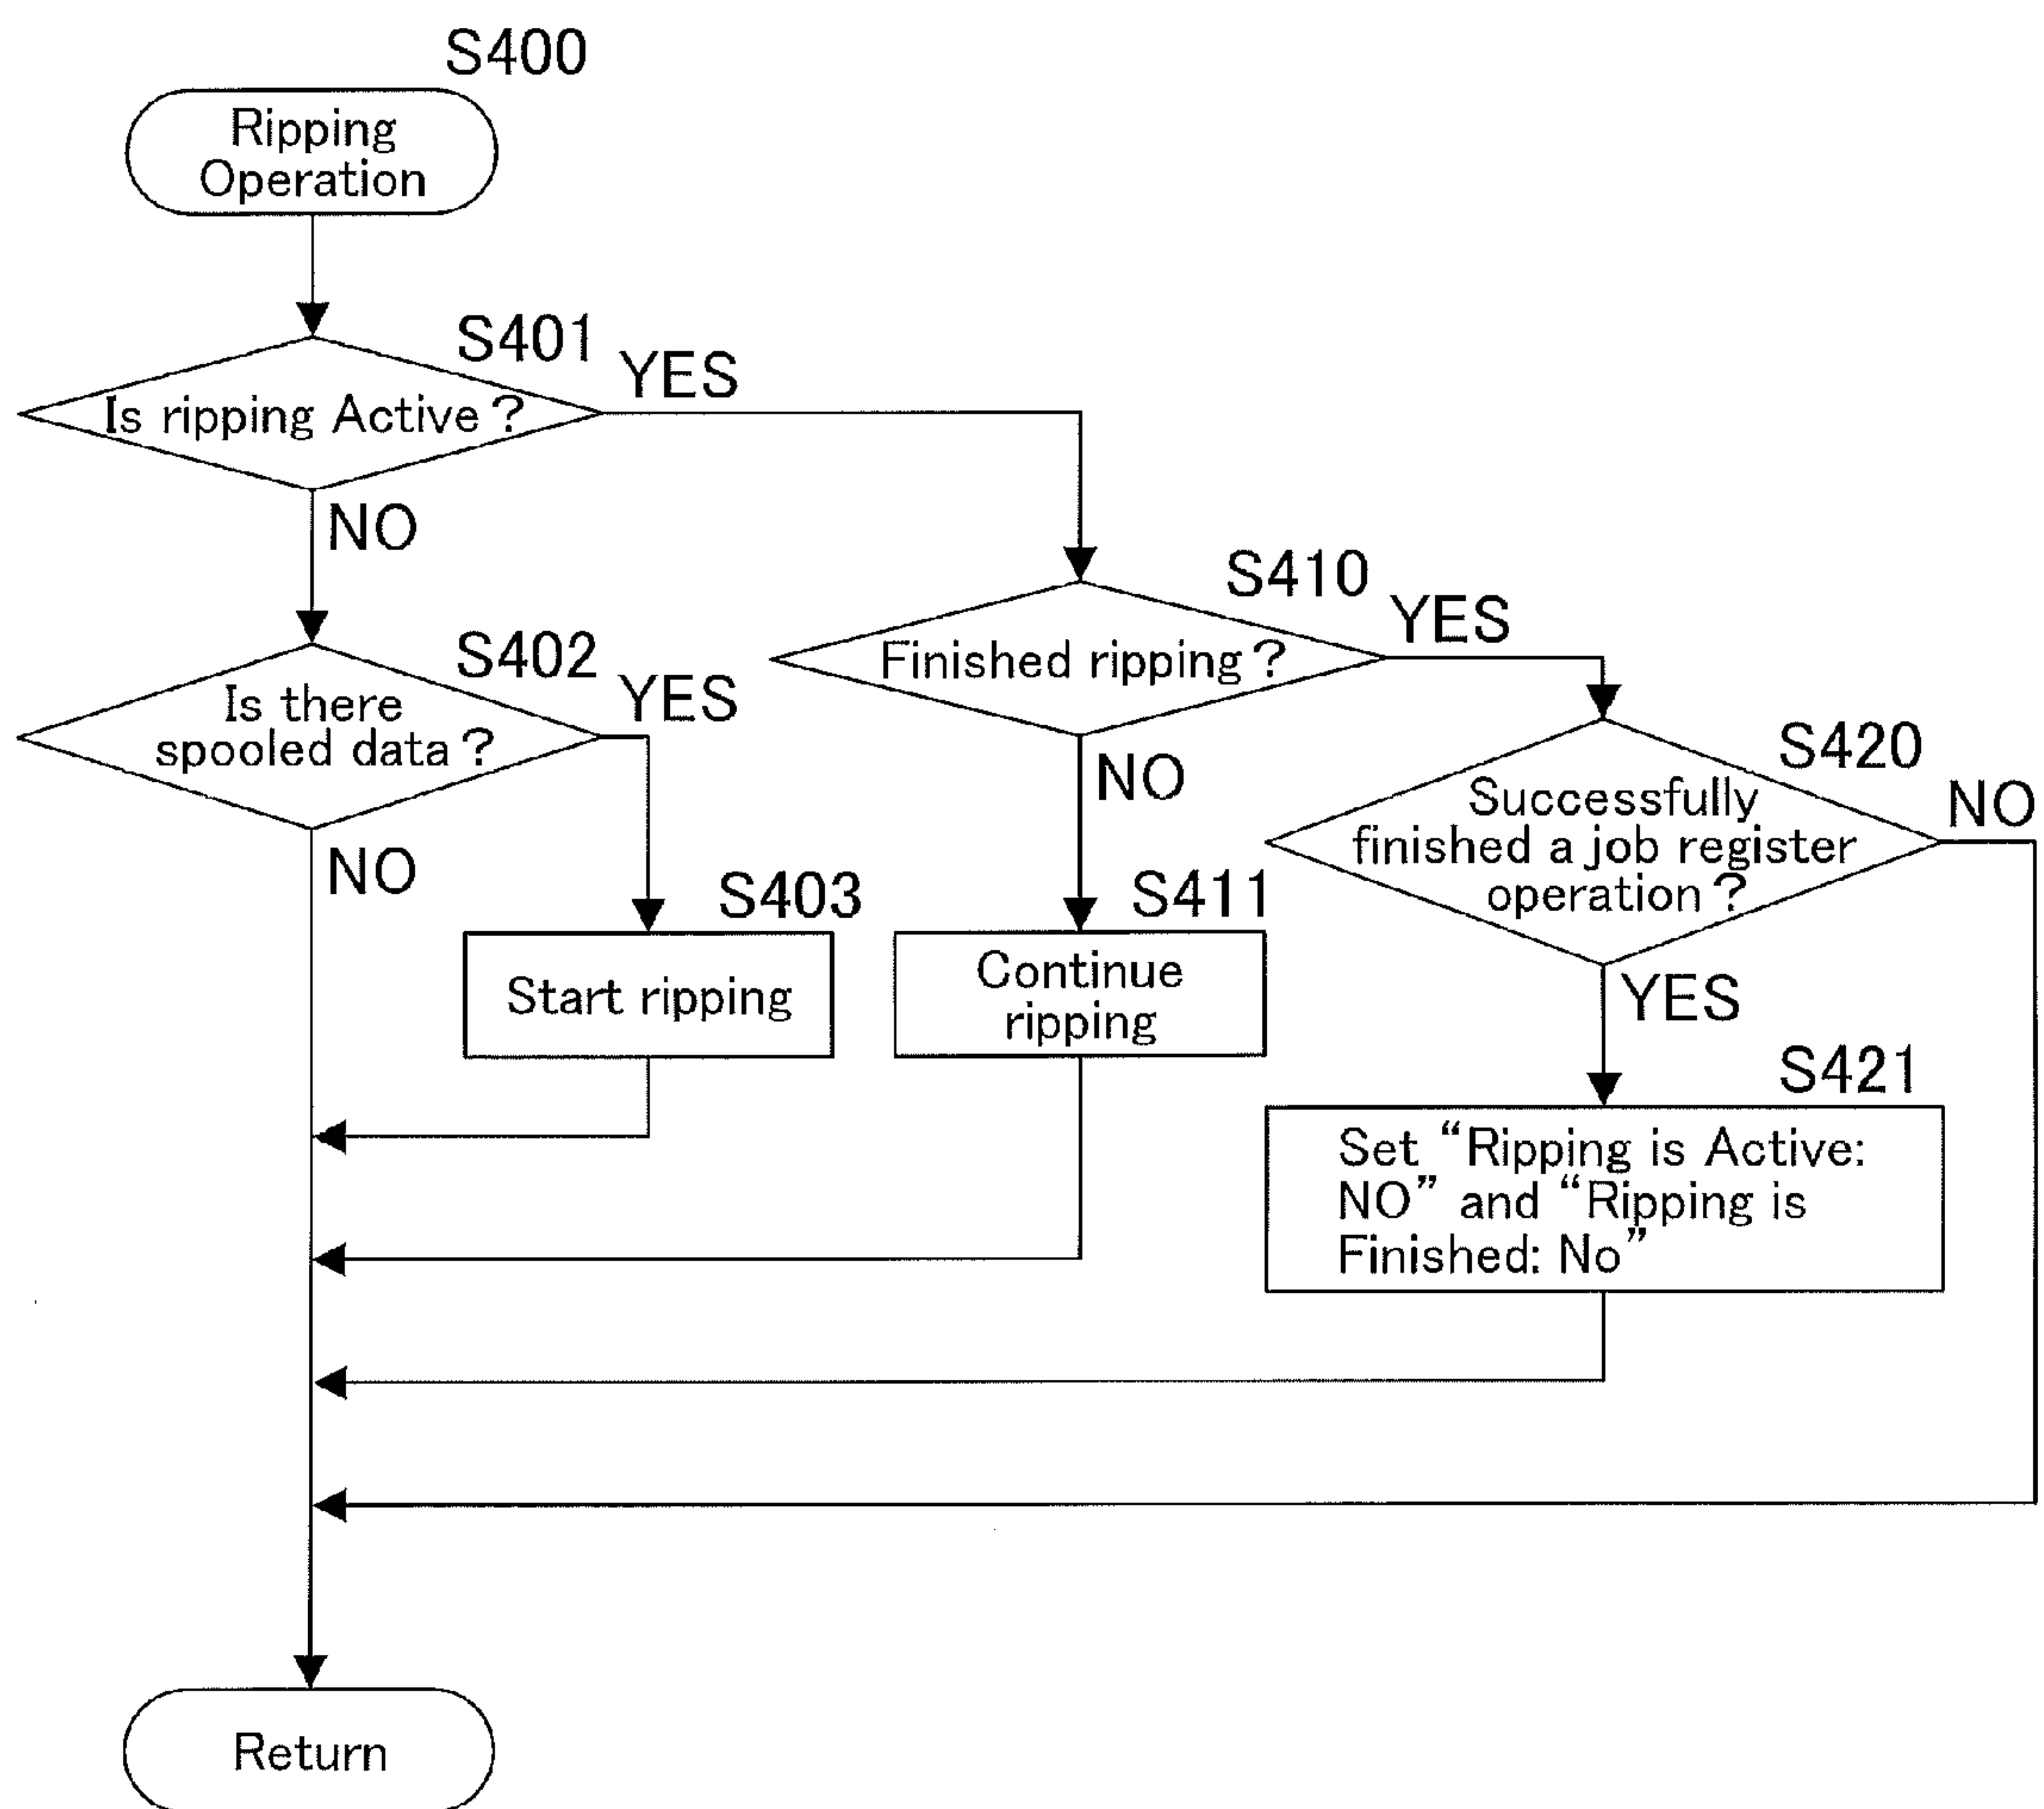 S400
Ripping
Operation
S401
YES
Is ripping Active?
NO
S402
YES
Is there
spooled data?
NO
S403
Start ripping
S410
YES
Finished ripping?
NO
S411
Continue
ripping
S420
NO
Successfully
finished a job register
operation?
YES
S421
Set “Ripping is Active:
NO” and “Ripping is
Finished: No”
Return